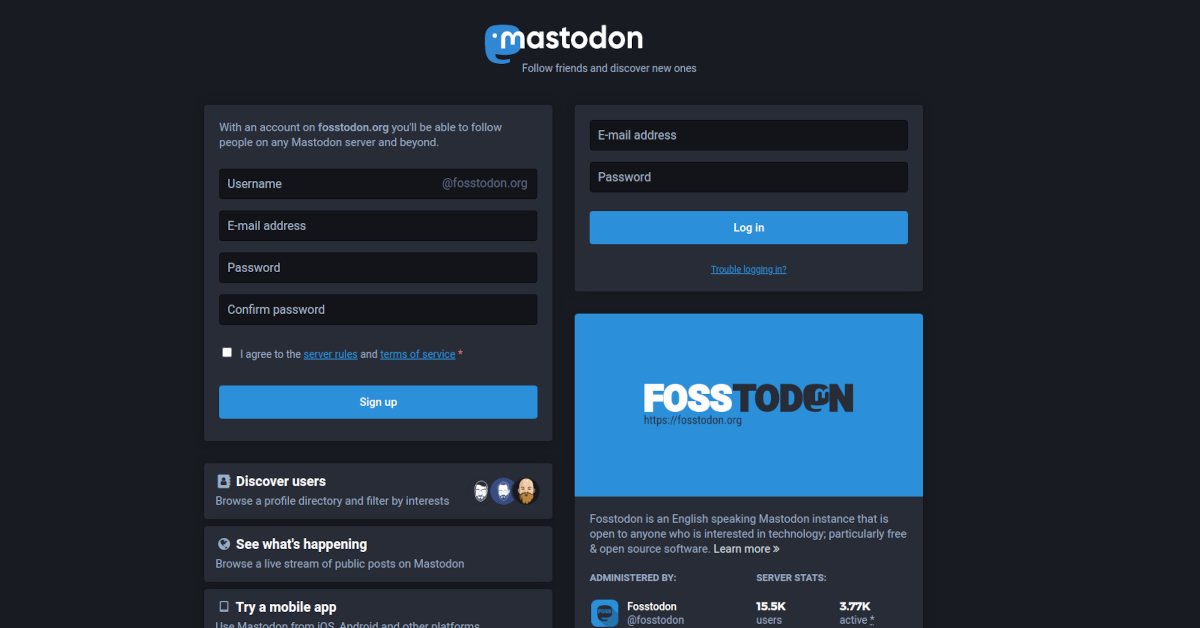 mastodon
Follow friends and discover new ones
With an account on fosstodon.org you'll be able to follow
people on any Mastodon server and beyond.
Username @fosstodon.org
E-mail address
Password
Confirm password
I agree to the server rules and terms of service *
Sign up
Discover users
Browse a profile directory and filter by interests
See what's happening
Browse a live stream of public posts on Mastodon
Try a mobile app
Use Mastodon from iOS, Android and other platforms
E-mail address
Password
Log in
Trouble logging in?
FOSSTODON
https://fosstodon.org
Fosstodon is an English speaking Mastodon instance that is
open to anyone who is interested in technology; particularly free
& open source software. Learn more »
ADMINISTERED BY: SERVER STATS:
Fosstodon 15.5K 3.77K
@fosstodon users active *